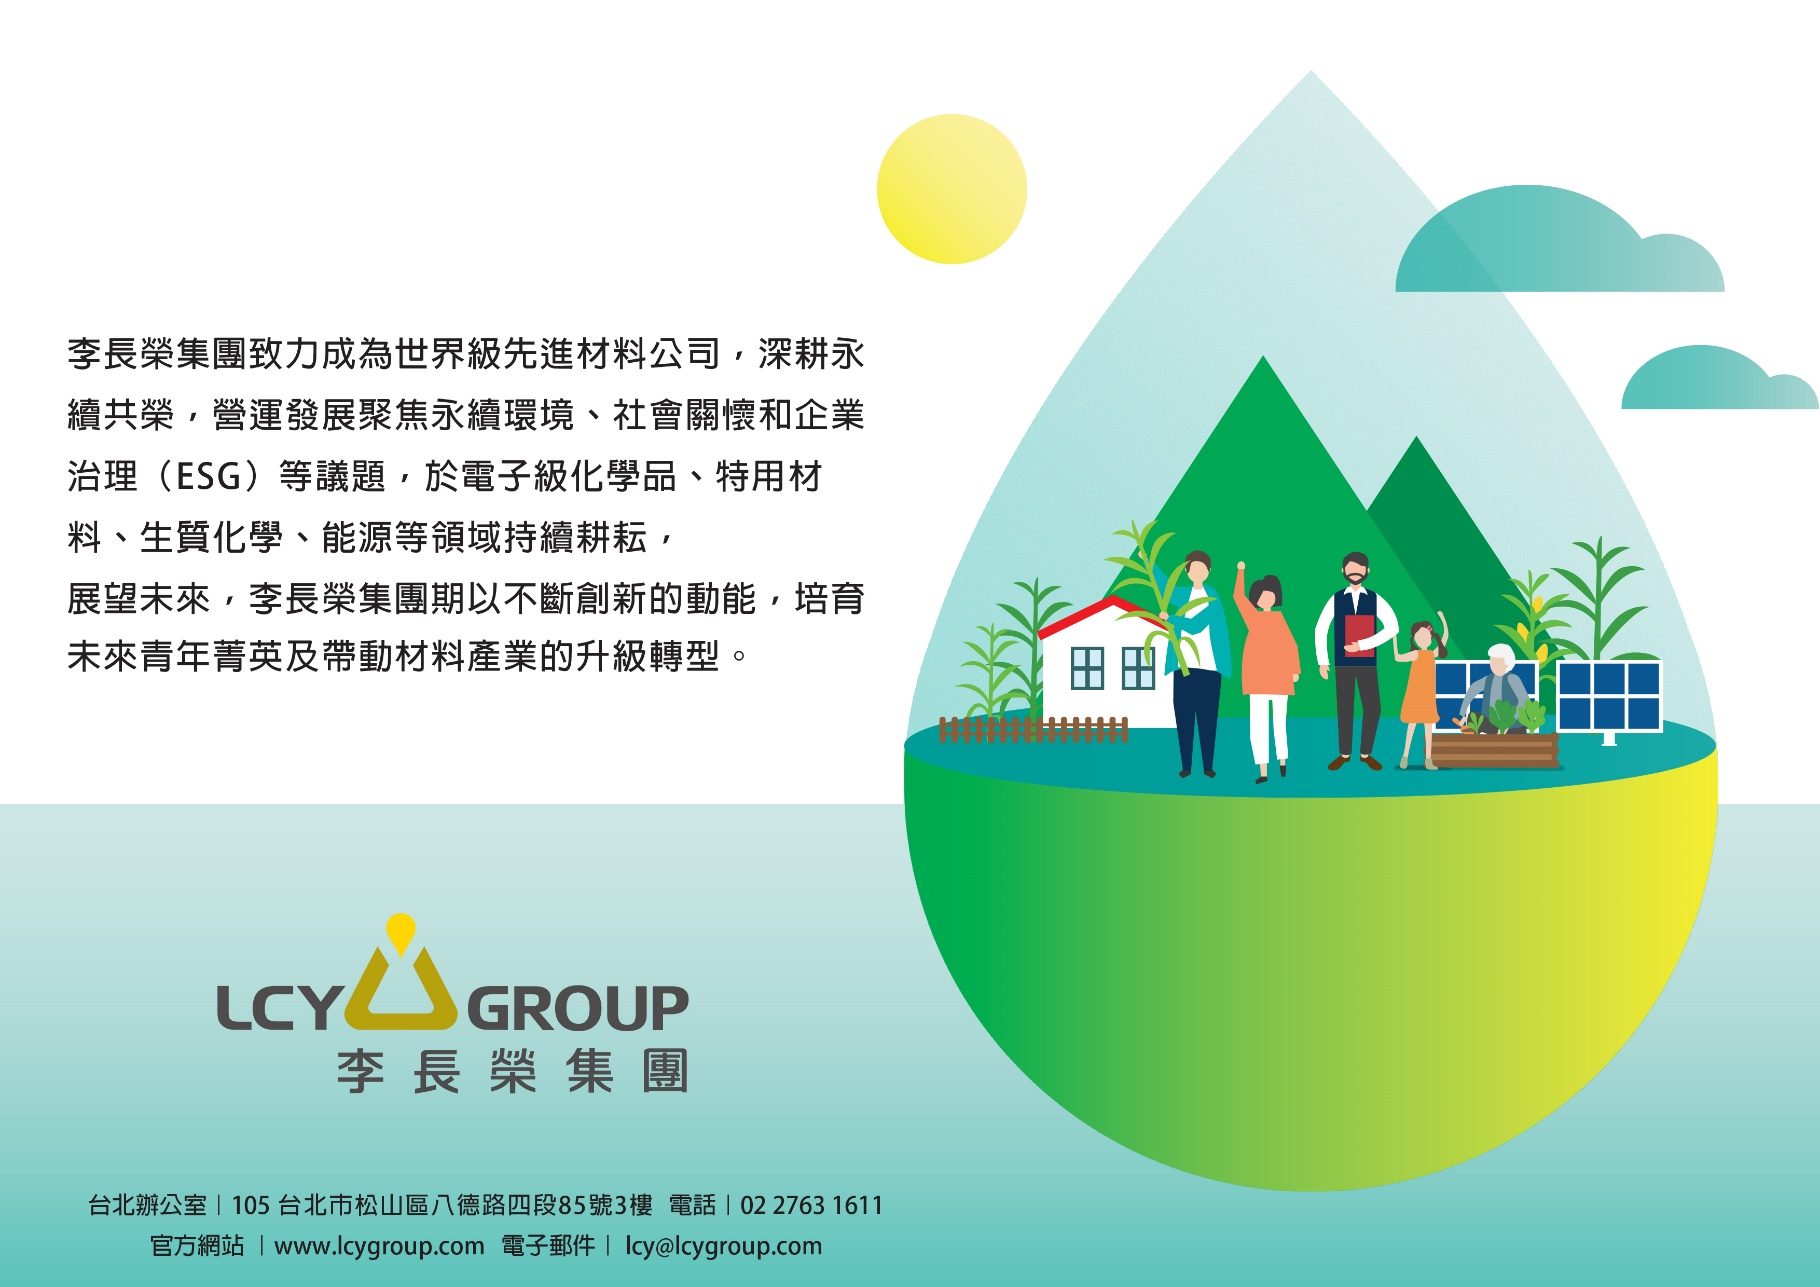 李長榮集團致力成為世界級先進材料公司，深耕永
續共榮，營運發展聚焦永續環境、社會關懷和企業
治理（ESG）等議題，於電子級化學品、特用材
料、生質化學、能源等領域持續耕耘，
展望未來，李長榮集團期以不斷創新的動能，培育
未來青年菁英及帶動材料產業的升級轉型。
LCY GROUP
李長榮集團
台北辦公室｜105 台北市松山區八德路四段85號3樓 電話｜02 2763 1611
官方網站｜www.lcygroup.com 電子郵件｜lcy@lcygroup.com